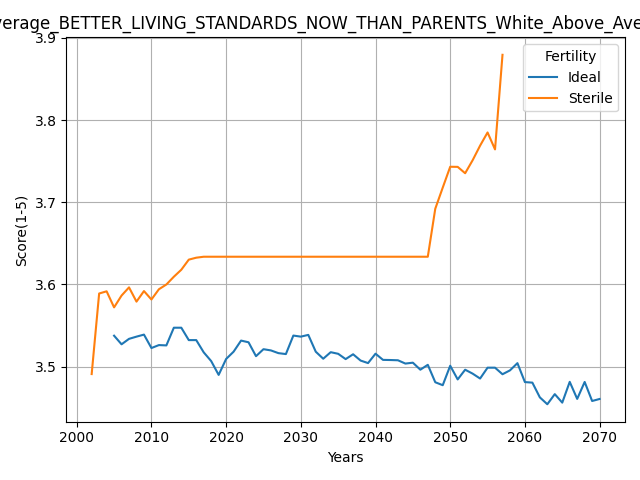 verage_BETTER_LIVING_STANDARDS_NOW_THAN_PARENTS_White_Above_Ave
3.9
3.8
3.7
3.6
3.5
Score(1-5)
Fertility
Ideal
Sterile
2000 2010 2020 2030 2040 2050 2060 2070
Years